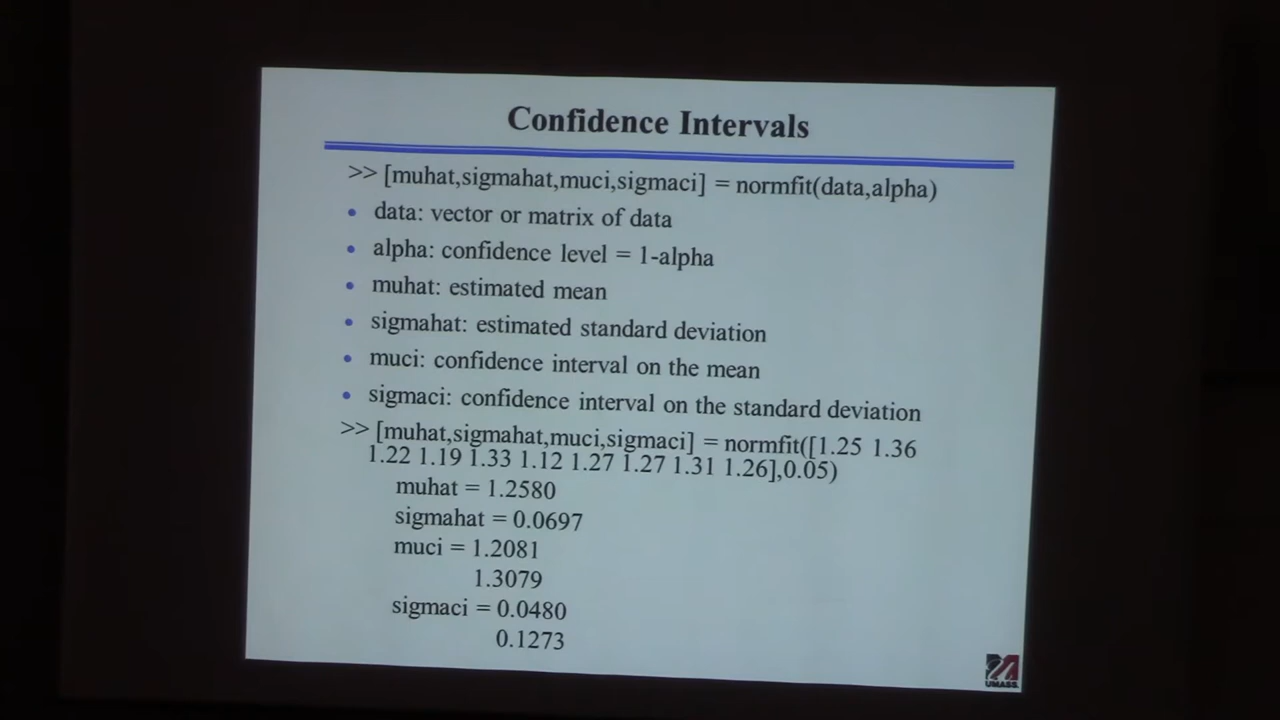 Confidence Intervals
>> [muhat,sigmahat,muci,sigmaci] = normfit(data,alpha)
• data: vector or matrix of data
• alpha: confidence level = 1-alpha
• muhat: estimated mean
• sigmahat: estimated standard deviation
• muci: confidence interval on the mean
• sigmaci: confidence interval on the standard deviation
>> [muhat,sigmahat,muci,sigmaci] = normfit([1.25 1.36
1.22 1.19 1.33 1.12 1.27 1.27 1.31 1.26],0.05)
muhat = 1.2580
sigmahat = 0.0697
muci = 1.2081
1.3079
sigmaci = 0.0480
0.1273
UMASS